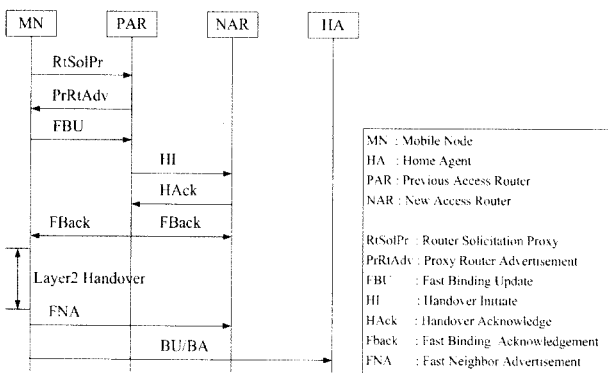 MN PAR NAR HA
RtSolPr
PrRtAdv
FBU
HI
HAck
FBack FBack
Layer2 Handover
FNA
BU/BA
MN : Mobile Node
HA : Home Agent
PAR : Previous Access Router
NAR : New Access Router
RtSolPr : Router Solicitation Proxy
PrRtAdv : Proxy Router Advertisement
FBU : Fast Binding Update
HI : Handover Initiate
HAck : Handover Acknowledge
Fback : Fast Binding Acknowledgement
FNA : Fast Neighbor Advertisement